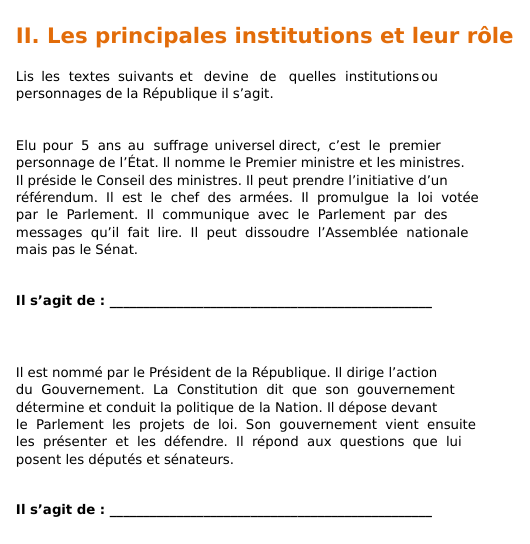 II. Les principales institutions et leur rôle
Lis les textes suivants et devine de quelles institutions ou
personnages de la République il s’agit.
Elu pour 5 ans au suffrage universel direct, c’est le premier
personnage de l’État. Il nomme le Premier ministre et les ministres.
Il préside le Conseil des ministres. Il peut prendre l’initiative d’un
référendum. Il est le chef des armées. Il promulgue la loi votée
par le Parlement. Il communique avec le Parlement par des
messages qu’il fait lire. Il peut dissoudre l’Assemblée nationale
mais pas le Sénat.
Il s’agit de : ______________________________________________
Il est nommé par le Président de la République. Il dirige l’action
du Gouvernement. La Constitution dit que son gouvernement
détermine et conduit la politique de la Nation. Il dépose devant
le Parlement les projets de loi. Son gouvernement vient ensuite
les présenter et les défendre. Il répond aux questions que lui
posent les députés et sénateurs.
Il s’agit de : ______________________________________________